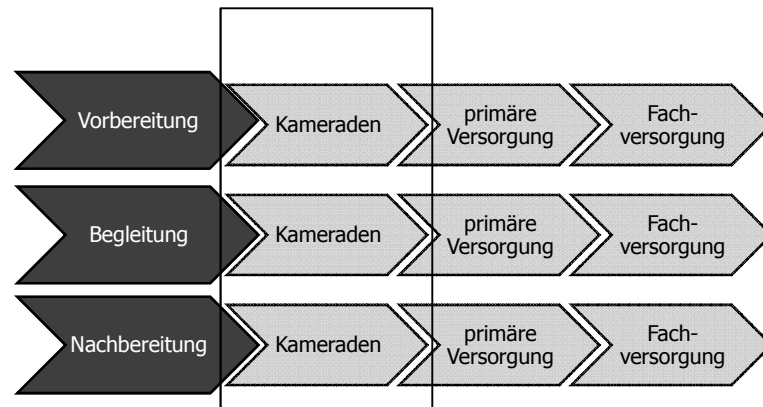 Vorbereitung
Kameraden
primäre
Versorgung
Fach-
versorgung
Begleitung
Kameraden
primäre
Versorgung
Fach-
versorgung
Nachbereitung
Kameraden
primäre
Versorgung
Fach-
versorgung